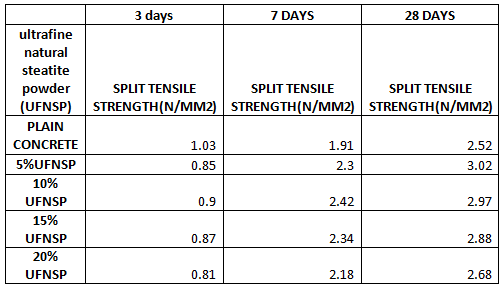 3 days 7 DAYS 28 DAYS
ultrafine
natural
steatite
powder
(UFNSP)
SPLIT TENSILE
STRENGTH(N/MM2)
SPLIT TENSILE
STRENGTH(N/MM2)
SPLIT TENSILE
STRENGTH(N/MM2)
PLAIN
CONCRETE 1.03 1.91 2.52
5%UFNSP 0.85 2.3 3.02
10%
UFNSP 0.9 2.42 2.97
15%
UFNSP 0.87 2.34 2.88
20%
UFNSP 0.81 2.18 2.68